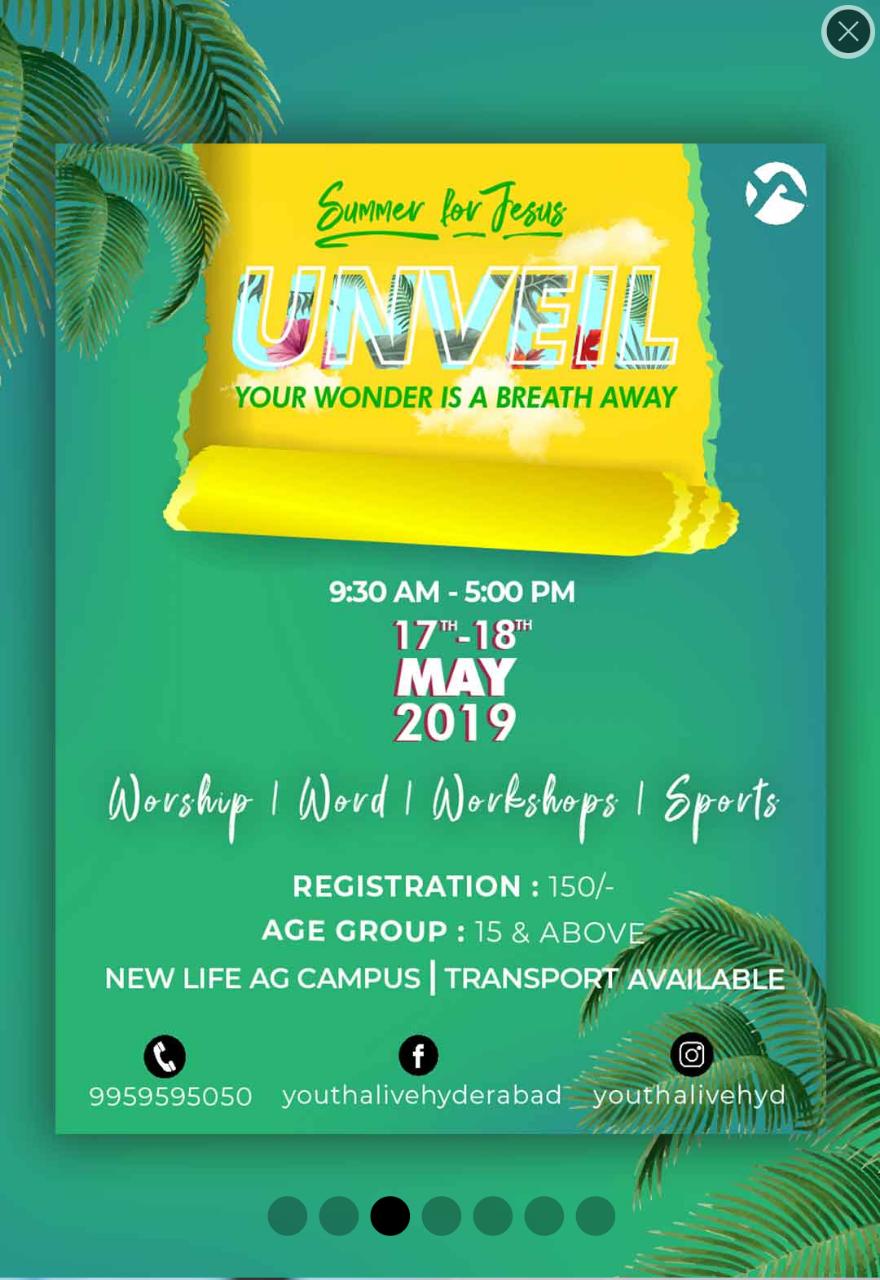 Summer for Jesus
UNVEIL
YOUR WONDER IS A BREATH AWAY
9:30 AM - 5:00 PM
17TH-18TH
MAY
2019
Worship | Word | Workshops | Sports
REGISTRATION : 150/-
AGE GROUP : 15 & ABOVE
NEW LIFE AG CAMPUS | TRANSPORT AVAILABLE
9959595050 youthalivehyderabad youthalivehyd